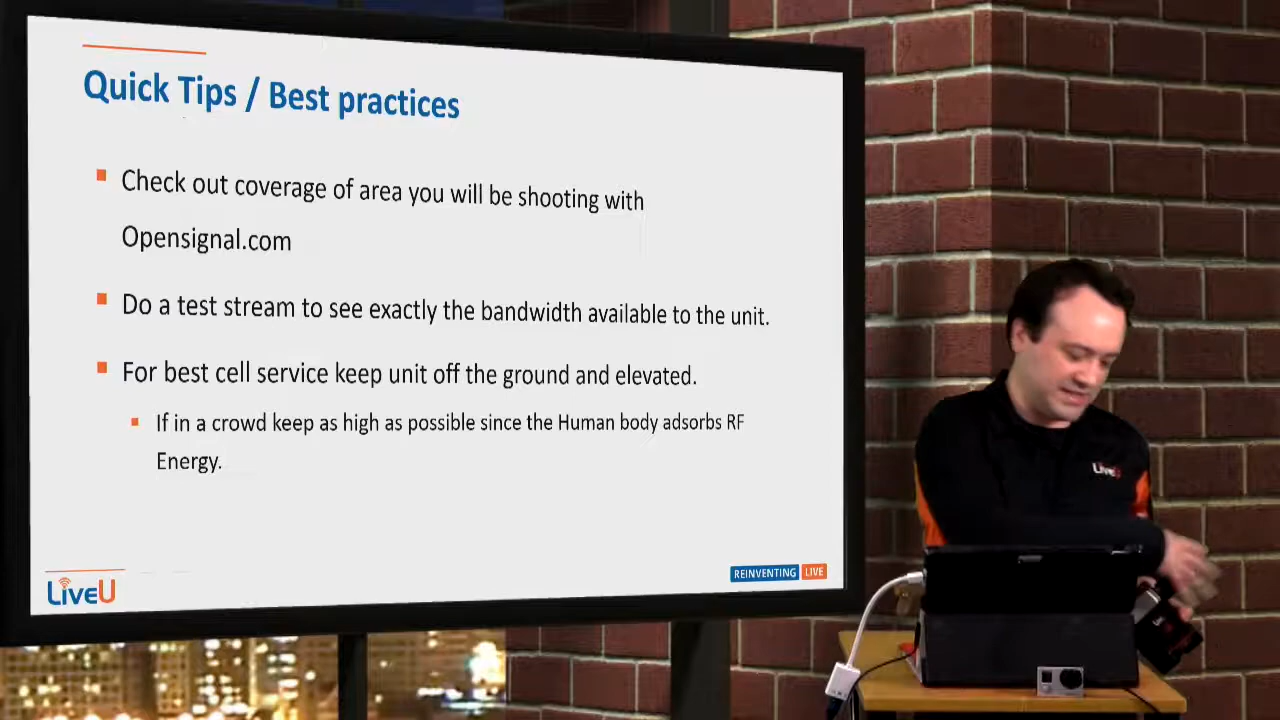 Quick Tips / Best practices
Check out coverage of area you will be shooting with
Opensignal.com
Do a test stream to see exactly the bandwidth available to the unit.
For best cell service keep unit off the ground and elevated.
If in a crowd keep as high as possible since the Human body adsorbs RF
Energy.
LiveU
REINVENTING LIVE
LiveU